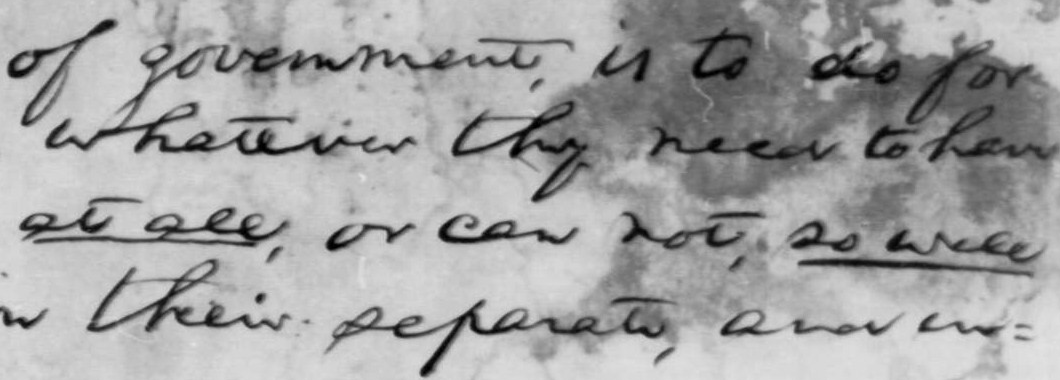 of government, is to do for
whatever they need to have
at all, or can not, so well
in their separate, and in=